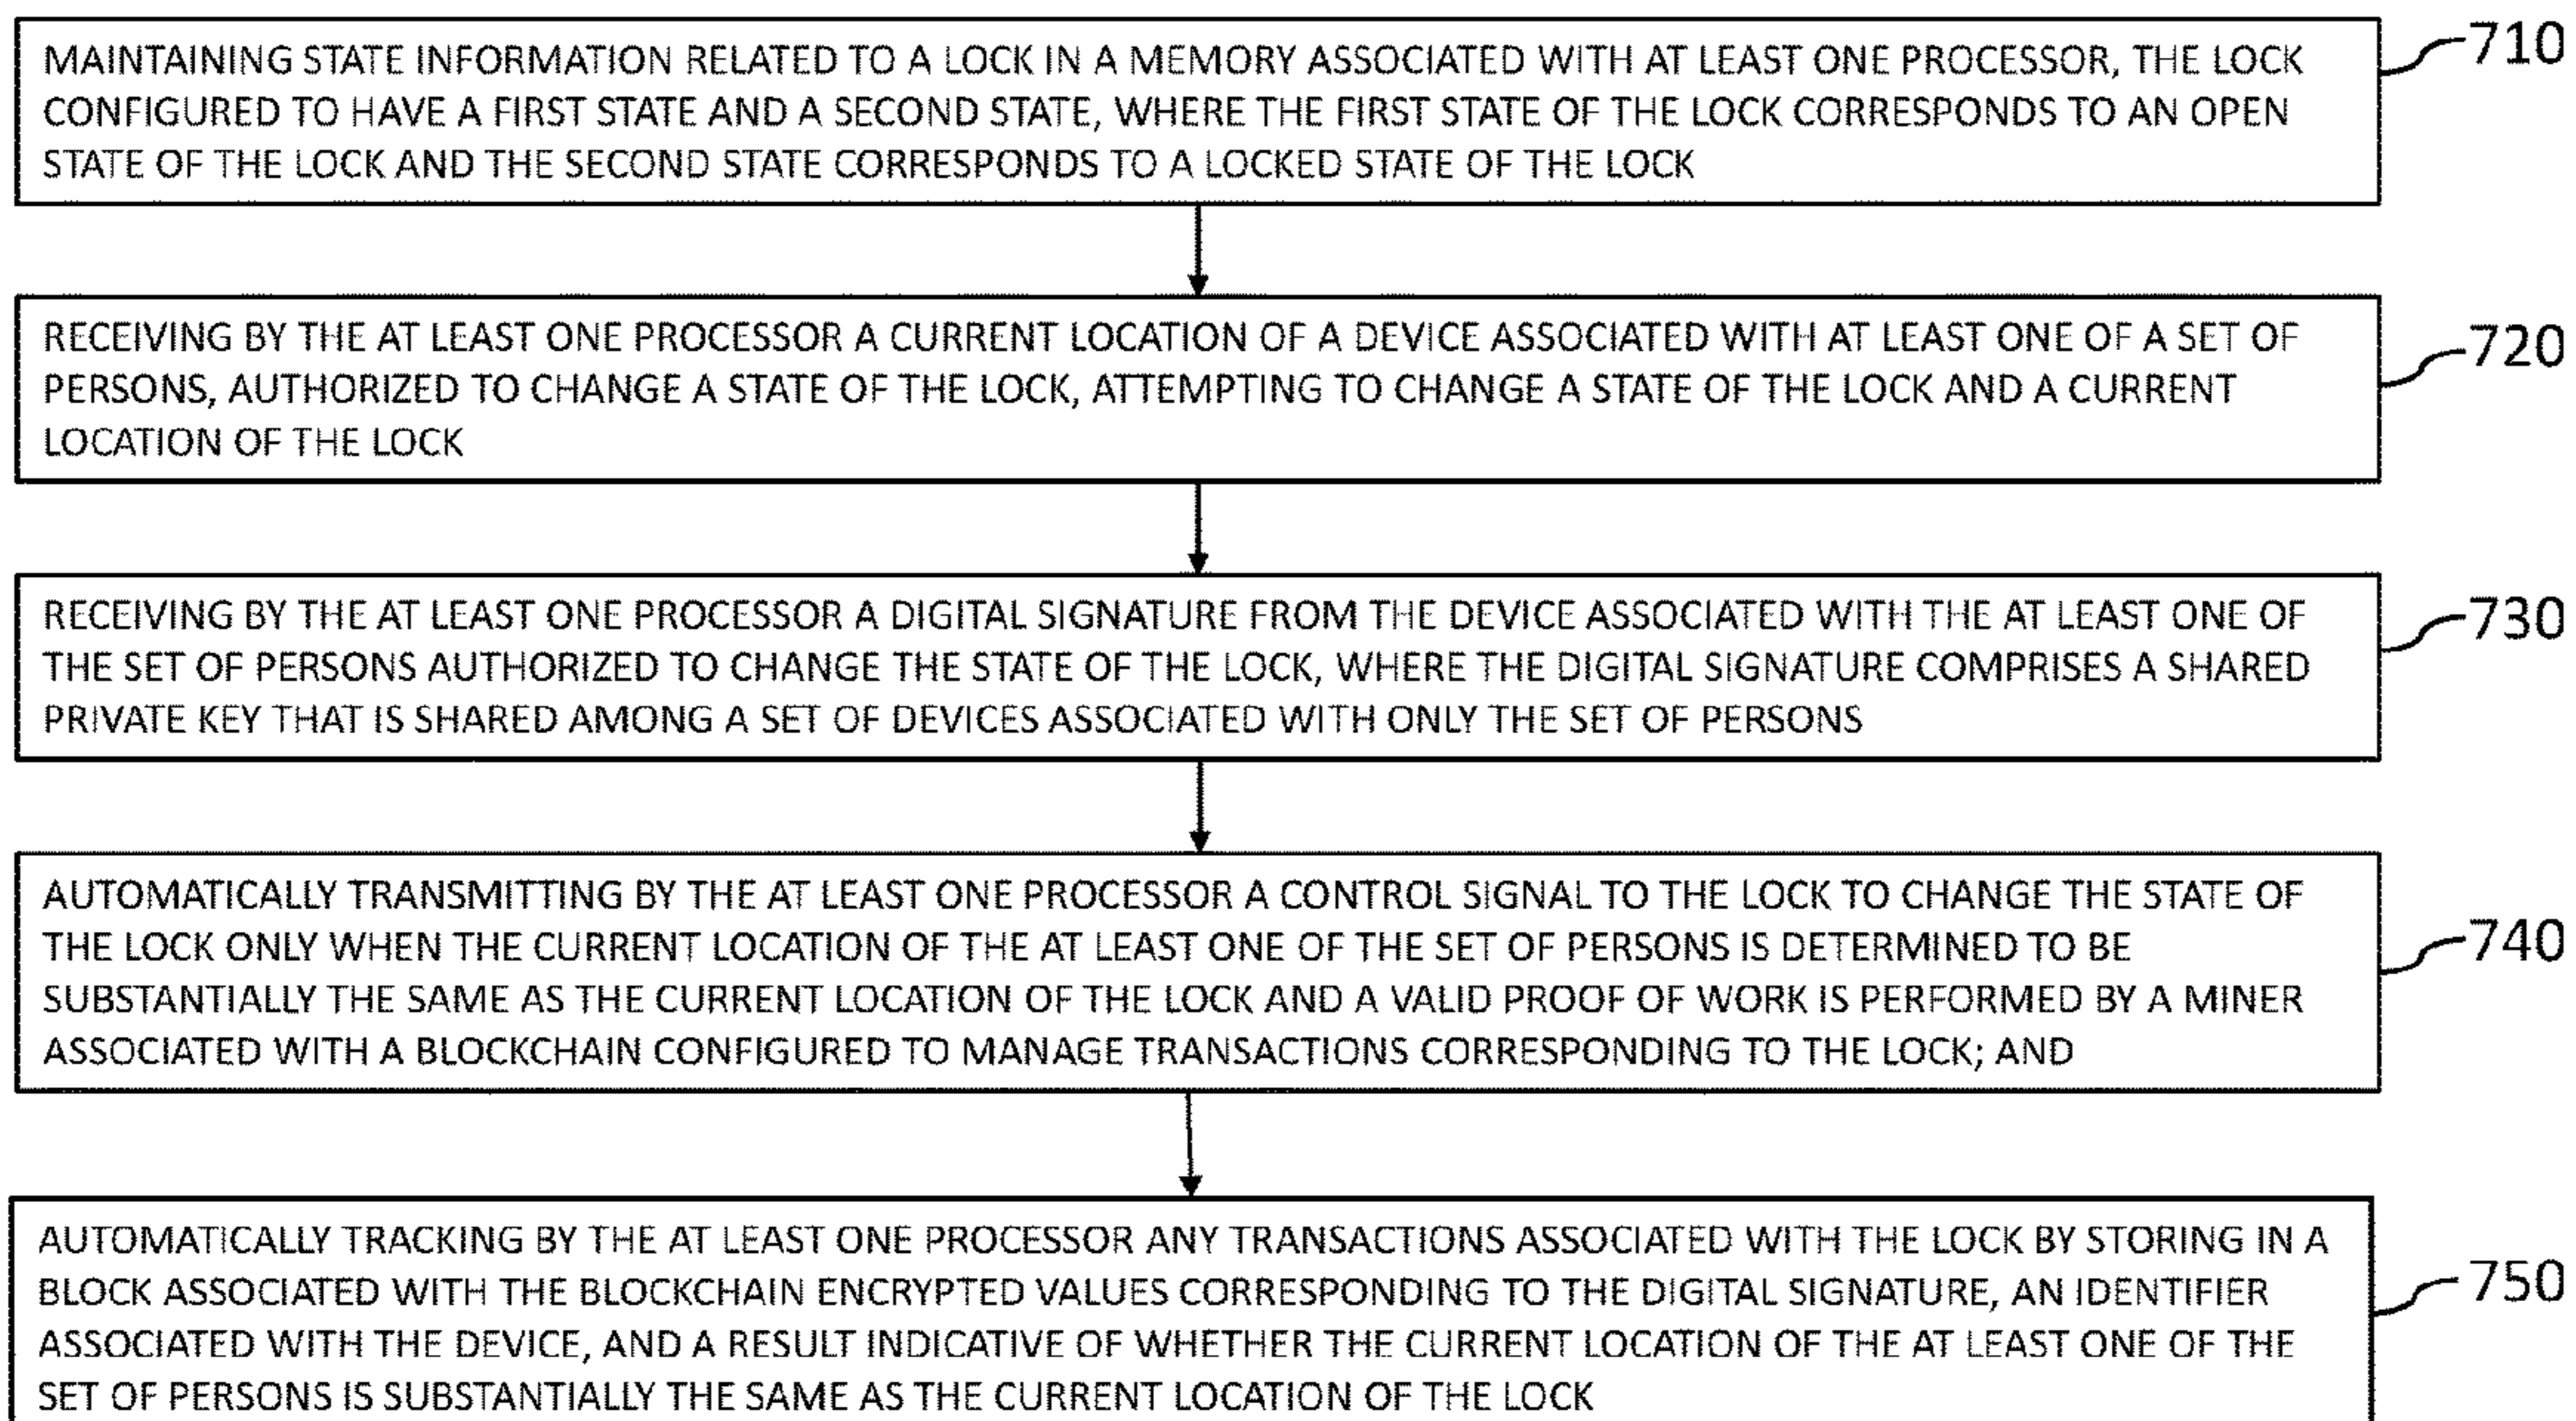 MAINTAINING STATE INFORMATION RELATED TO A LOCK IN A MEMORY ASSOCIATED WITH AT LEAST ONE PROCESSOR, THE LOCK
CONFIGURED TO HAVE A FIRST STATE AND A SECOND STATE, WHERE THE FIRST STATE OF THE LOCK CORRESPONDS TO AN OPEN
STATE OF THE LOCK AND THE SECOND STATE CORRESPONDS TO A LOCKED STATE OF THE LOCK
710
RECEIVING BY THE AT LEAST ONE PROCESSOR A CURRENT LOCATION OF A DEVICE ASSOCIATED WITH AT LEAST ONE OF A SET OF
PERSONS, AUTHORIZED TO CHANGE A STATE OF THE LOCK, ATTEMPTING TO CHANGE A STATE OF THE LOCK AND A CURRENT
LOCATION OF THE LOCK
720
RECEIVING BY THE AT LEAST ONE PROCESSOR A DIGITAL SIGNATURE FROM THE DEVICE ASSOCIATED WITH THE AT LEAST ONE OF
THE SET OF PERSONS AUTHORIZED TO CHANGE THE STATE OF THE LOCK, WHERE THE DIGITAL SIGNATURE COMPRISES A SHARED
PRIVATE KEY THAT IS SHARED AMONG A SET OF DEVICES ASSOCIATED WITH ONLY THE SET OF PERSONS
730
AUTOMATICALLY TRANSMITTING BY THE AT LEAST ONE PROCESSOR A CONTROL SIGNAL TO THE LOCK TO CHANGE THE STATE OF
THE LOCK ONLY WHEN THE CURRENT LOCATION OF THE AT LEAST ONE OF THE SET OF PERSONS IS DETERMINED TO BE
SUBSTANTIALLY THE SAME AS THE CURRENT LOCATION OF THE LOCK AND A VALID PROOF OF WORK IS PERFORMED BY A MINER
ASSOCIATED WITH A BLOCKCHAIN CONFIGURED TO MANAGE TRANSACTIONS CORRESPONDING TO THE LOCK; AND
740
AUTOMATICALLY TRACKING BY THE AT LEAST ONE PROCESSOR ANY TRANSACTIONS ASSOCIATED WITH THE LOCK BY STORING IN A
BLOCK ASSOCIATED WITH THE BLOCKCHAIN ENCRYPTED VALUES CORRESPONDING TO THE DIGITAL SIGNATURE, AN IDENTIFIER
ASSOCIATED WITH THE DEVICE, AND A RESULT INDICATIVE OF WHETHER THE CURRENT LOCATION OF THE AT LEAST ONE OF THE
SET OF PERSONS IS SUBSTANTIALLY THE SAME AS THE CURRENT LOCATION OF THE LOCK
750